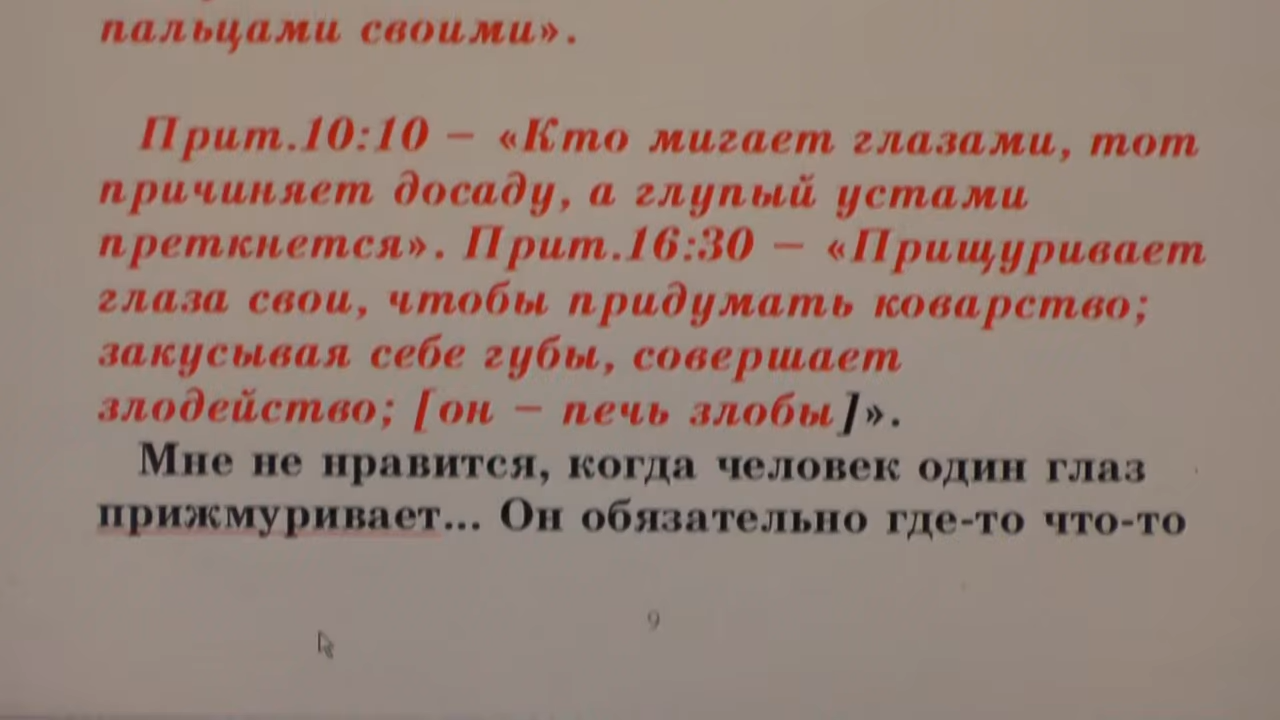 пальцами своими».
Прит.10:10 – «Кто мигает глазами, тот
причиняет досаду, а глупый устами
преткнется». Прит.16:30 – «Прищуривает
глаза свои, чтобы придумать коварство;
закусывая себе губы, совершает
злодейство; [он – печь злобы]».
Мне не нравится, когда человек один глаз
прижмуривает... Он обязательно где-то что-то
9